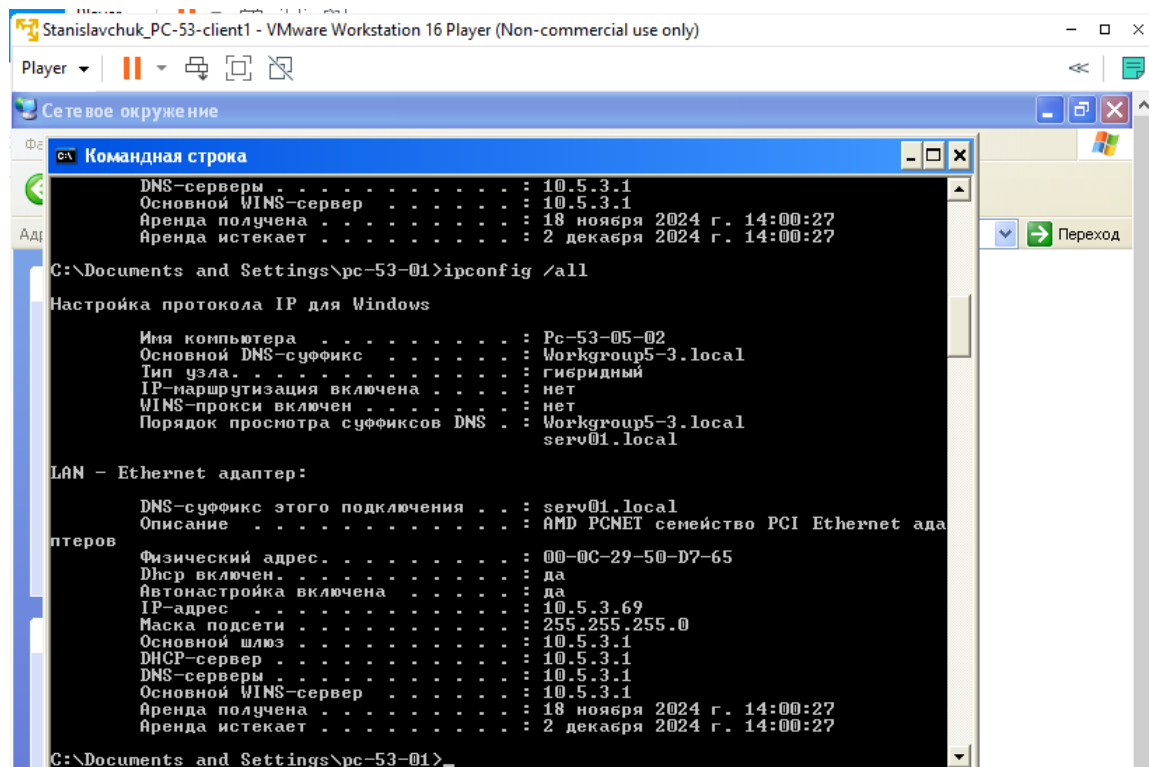 Stanislavchuk_PC-53-client1 - VMware Workstation 16 Player (Non-commercial use only)
Player
Сетевое окружение
Командная строка
DNS-серверы . . . . . . . . . . . : 10.5.3.1
Основной WINS-сервер . . . . . . : 10.5.3.1
Аренда получена . . . . . . . . . : 18 ноября 2024 г. 14:00:27
Аренда истекает . . . . . . . . . : 2 декабря 2024 г. 14:00:27
Переход
C:\Documents and Settings\pc-53-01>ipconfig /all
Настройка протокола IP для Windows
Имя компьютера . . . . . . . . . : Pc-53-05-02
Основной DNS-суффикс . . . . . . : Workgroup5-3.local
Тип узла. . . . . . . . . . . . . : гибридный
IP-маршрутизация включена . . . . : нет
WINS-прокси включен . . . . . . . : нет
Порядок просмотра суффиксов DNS . : Workgroup5-3.local
serv01.local
LAN - Ethernet адаптер:
DNS-суффикс этого подключения . . : serv01.local
Описание . . . . . . . . . . . . : AMD PCNET семейство PCI Ethernet ада
птеров
Физический адрес. . . . . . . . . : 00-0C-29-50-D7-65
Dhcp включен. . . . . . . . . . . : да
Автонастройка включена . . . . . : да
IP-адрес . . . . . . . . . . . . : 10.5.3.69
Маска подсети . . . . . . . . . . : 255.255.255.0
Основной шлюз . . . . . . . . . . : 10.5.3.1
DHCP-сервер . . . . . . . . . . . : 10.5.3.1
DNS-серверы . . . . . . . . . . . : 10.5.3.1
Основной WINS-сервер . . . . . . : 10.5.3.1
Аренда получена . . . . . . . . . : 18 ноября 2024 г. 14:00:27
Аренда истекает . . . . . . . . . : 2 декабря 2024 г. 14:00:27
C:\Documents and Settings\pc-53-01>_